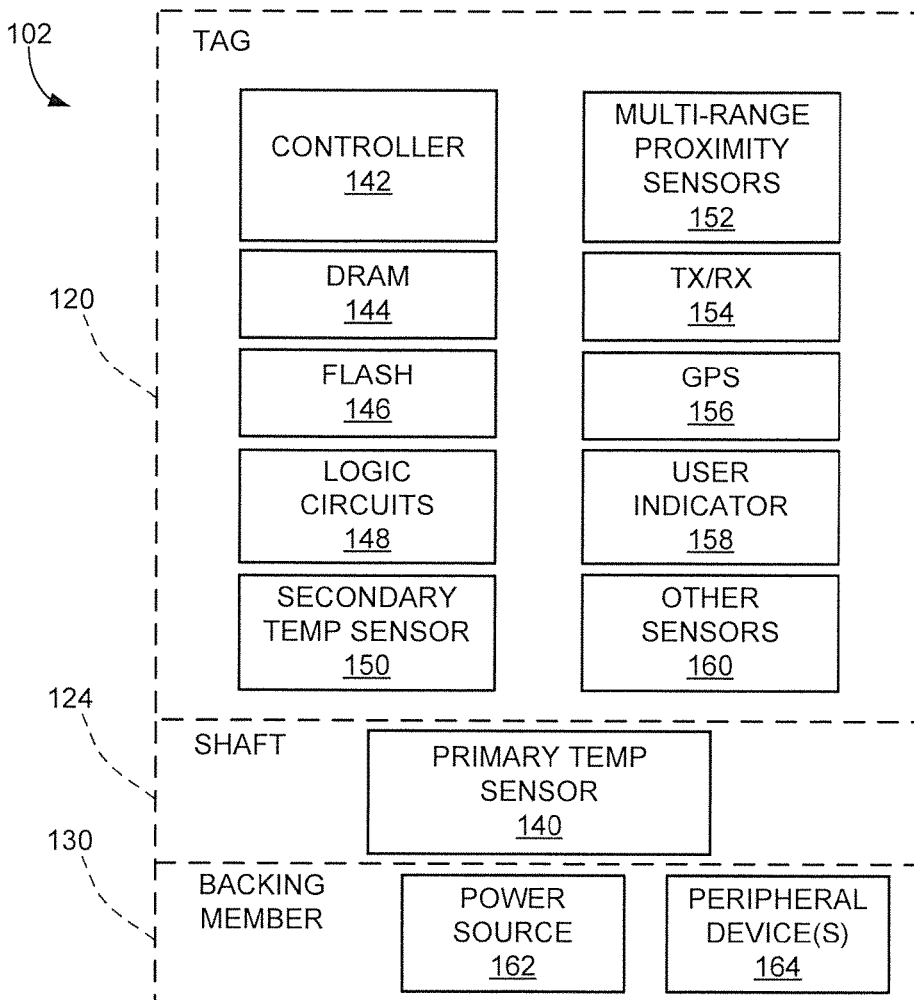 102
TAG
CONTROLLER
142
MULTI-RANGE
PROXIMITY
SENSORS
152
DRAM
144
TX/RX
154
120
FLASH
146
GPS
156
LOGIC
CIRCUITS
148
USER
INDICATOR
158
SECONDARY
TEMP SENSOR
150
OTHER
SENSORS
160
124
SHAFT
PRIMARY TEMP
SENSOR
140
130
BACKING
MEMBER
POWER
SOURCE
162
PERIPHERAL
DEVICE(S)
164